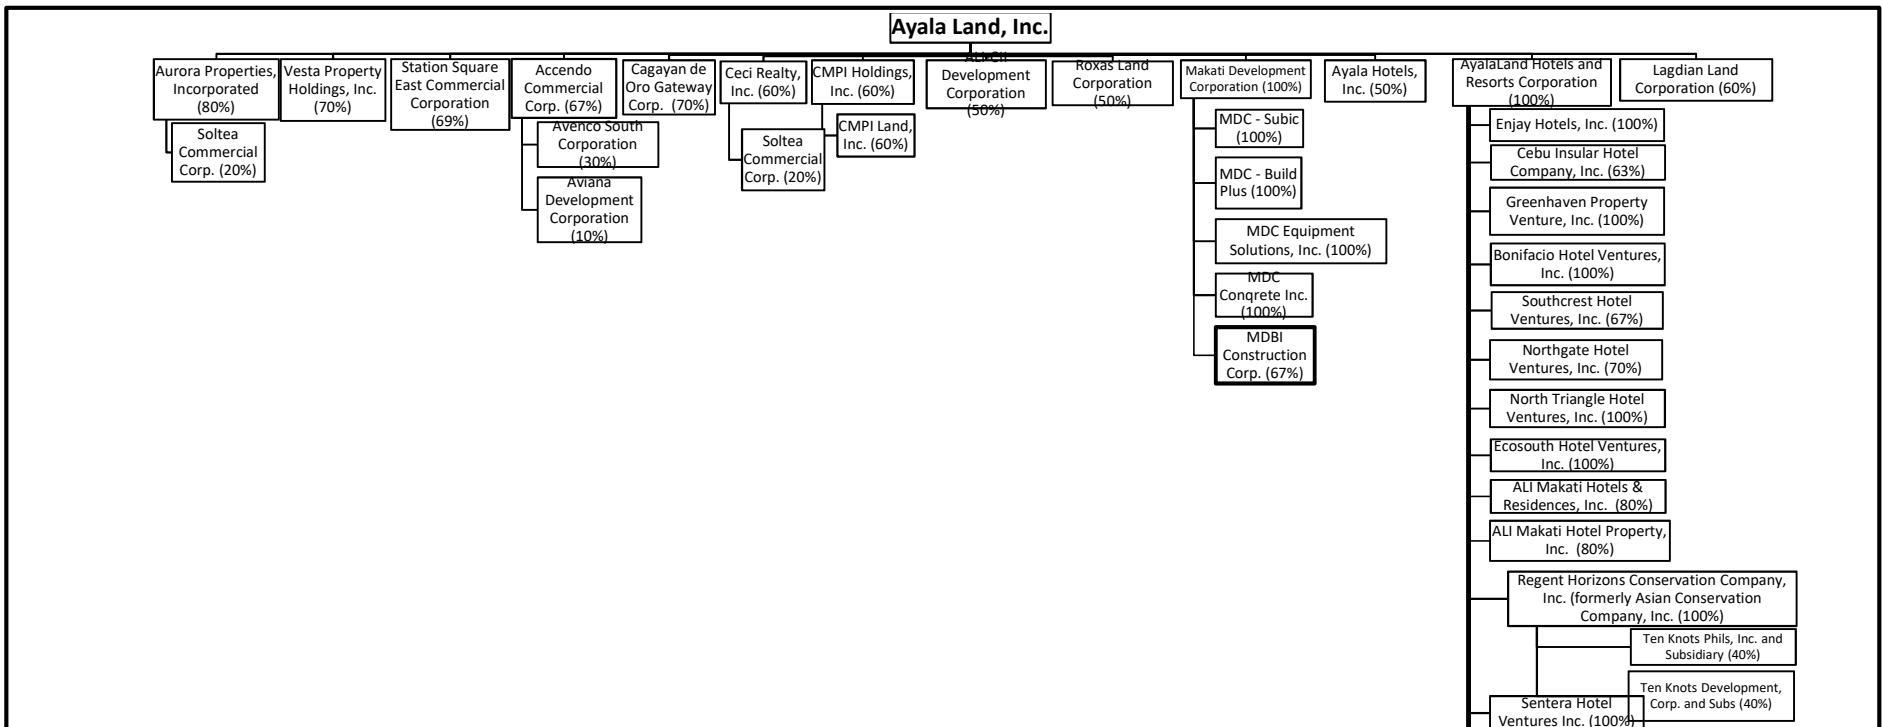 Ayala Land, Inc.
Aurora Properties,
Incorporated
(80%)
Soltea
Commercial
Corp. (20%)
Vesta Property
Holdings, Inc.
(70%)
Station Square
East Commercial
Corporation
(69%)
Accendo
Commercial
Corp. (67%)
Avenco South
Corporation
(30%)
Aviana
Development
Corporation
(10%)
Cagayan de
Oro Gateway
Corp. (70%)
Ceci Realty,
Inc. (60%)
Soltea
Commercial
Corp. (20%)
CMPI Holdings,
Inc. (60%)
CMPI Land,
Inc. (60%)
ALI-CII
Development
Corporation
(50%)
Roxas Land
Corporation
(50%)
Makati Development
Corporation (100%)
MDC - Subic
(100%)
MDC - Build
Plus (100%)
MDC Equipment
Solutions, Inc. (100%)
MDC
Conqrete Inc.
(100%)
MDBI
Construction
Corp. (67%)
Ayala Hotels,
Inc. (50%)
AyalaLand Hotels and
Resorts Corporation
(100%)
Enjay Hotels, Inc. (100%)
Cebu Insular Hotel
Company, Inc. (63%)
Greenhaven Property
Venture, Inc. (100%)
Bonifacio Hotel Ventures,
Inc. (100%)
Southcrest Hotel
Ventures, Inc. (67%)
Northgate Hotel
Ventures, Inc. (70%)
North Triangle Hotel
Ventures, Inc. (100%)
Ecosouth Hotel Ventures,
Inc. (100%)
ALI Makati Hotels &
Residences, Inc. (80%)
ALI Makati Hotel Property,
Inc. (80%)
Regent Horizons Conservation Company,
Inc. (formerly Asian Conservation
Company, Inc. (100%)
Ten Knots Phils, Inc. and
Subsidiary (40%)
Ten Knots Development,
Corp. and Subs (40%)
Sentera Hotel
Ventures Inc. (100%)
Lagdian Land
Corporation (60%)